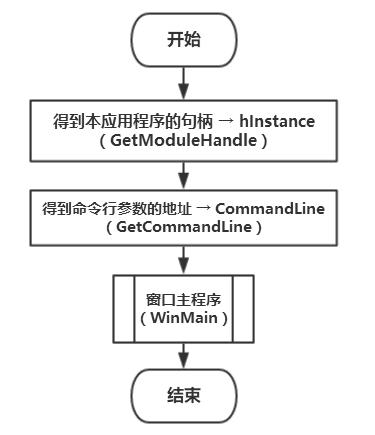 开始
得到本应用程序的句柄 → hInstance
（GetModuleHandle）
得到命令行参数的地址 → CommandLine
（GetCommandLine）
窗口主程序
（WinMain）
结束